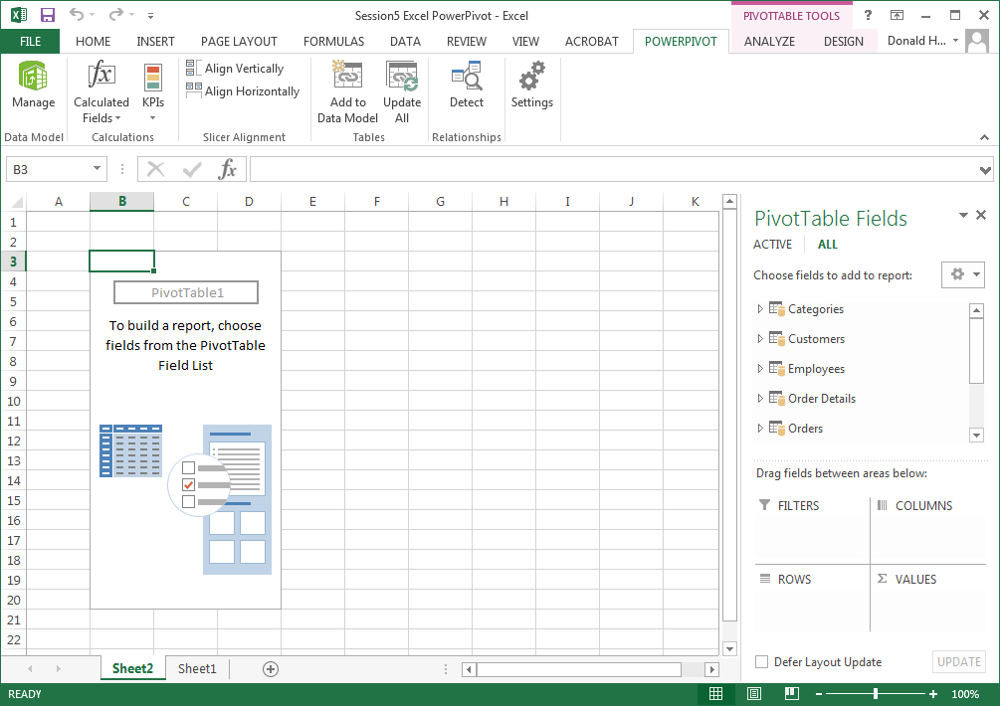 Session5 Excel PowerPivot - Excel
PIVOTTABLE TOOLS
?
FILE HOME INSERT PAGE LAYOUT FORMULAS DATA REVIEW VIEW ACROBAT POWERPIVOT ANALYZE DESIGN Donald H...
Manage
Data Model
fx
Calculated Fields
KPIs
Calculations
Align Vertically
Align Horizontally
Slicer Alignment
Add to Data Model
Update All
Tables
Detect
Relationships
Settings
B3
fx
A B C D E F G H I J K
1
2
3
4
5
6
7
8
9
10
11
12
13
14
15
16
17
18
19
20
21
22
PivotTable1
To build a report, choose
fields from the PivotTable
Field List
PivotTable Fields
ACTIVE ALL
Choose fields to add to report:
Categories
Customers
Employees
Order Details
Orders
Drag fields between areas below:
FILTERS
COLUMNS
ROWS
Σ VALUES
Defer Layout Update
UPDATE
Sheet2 Sheet1
READY
100%